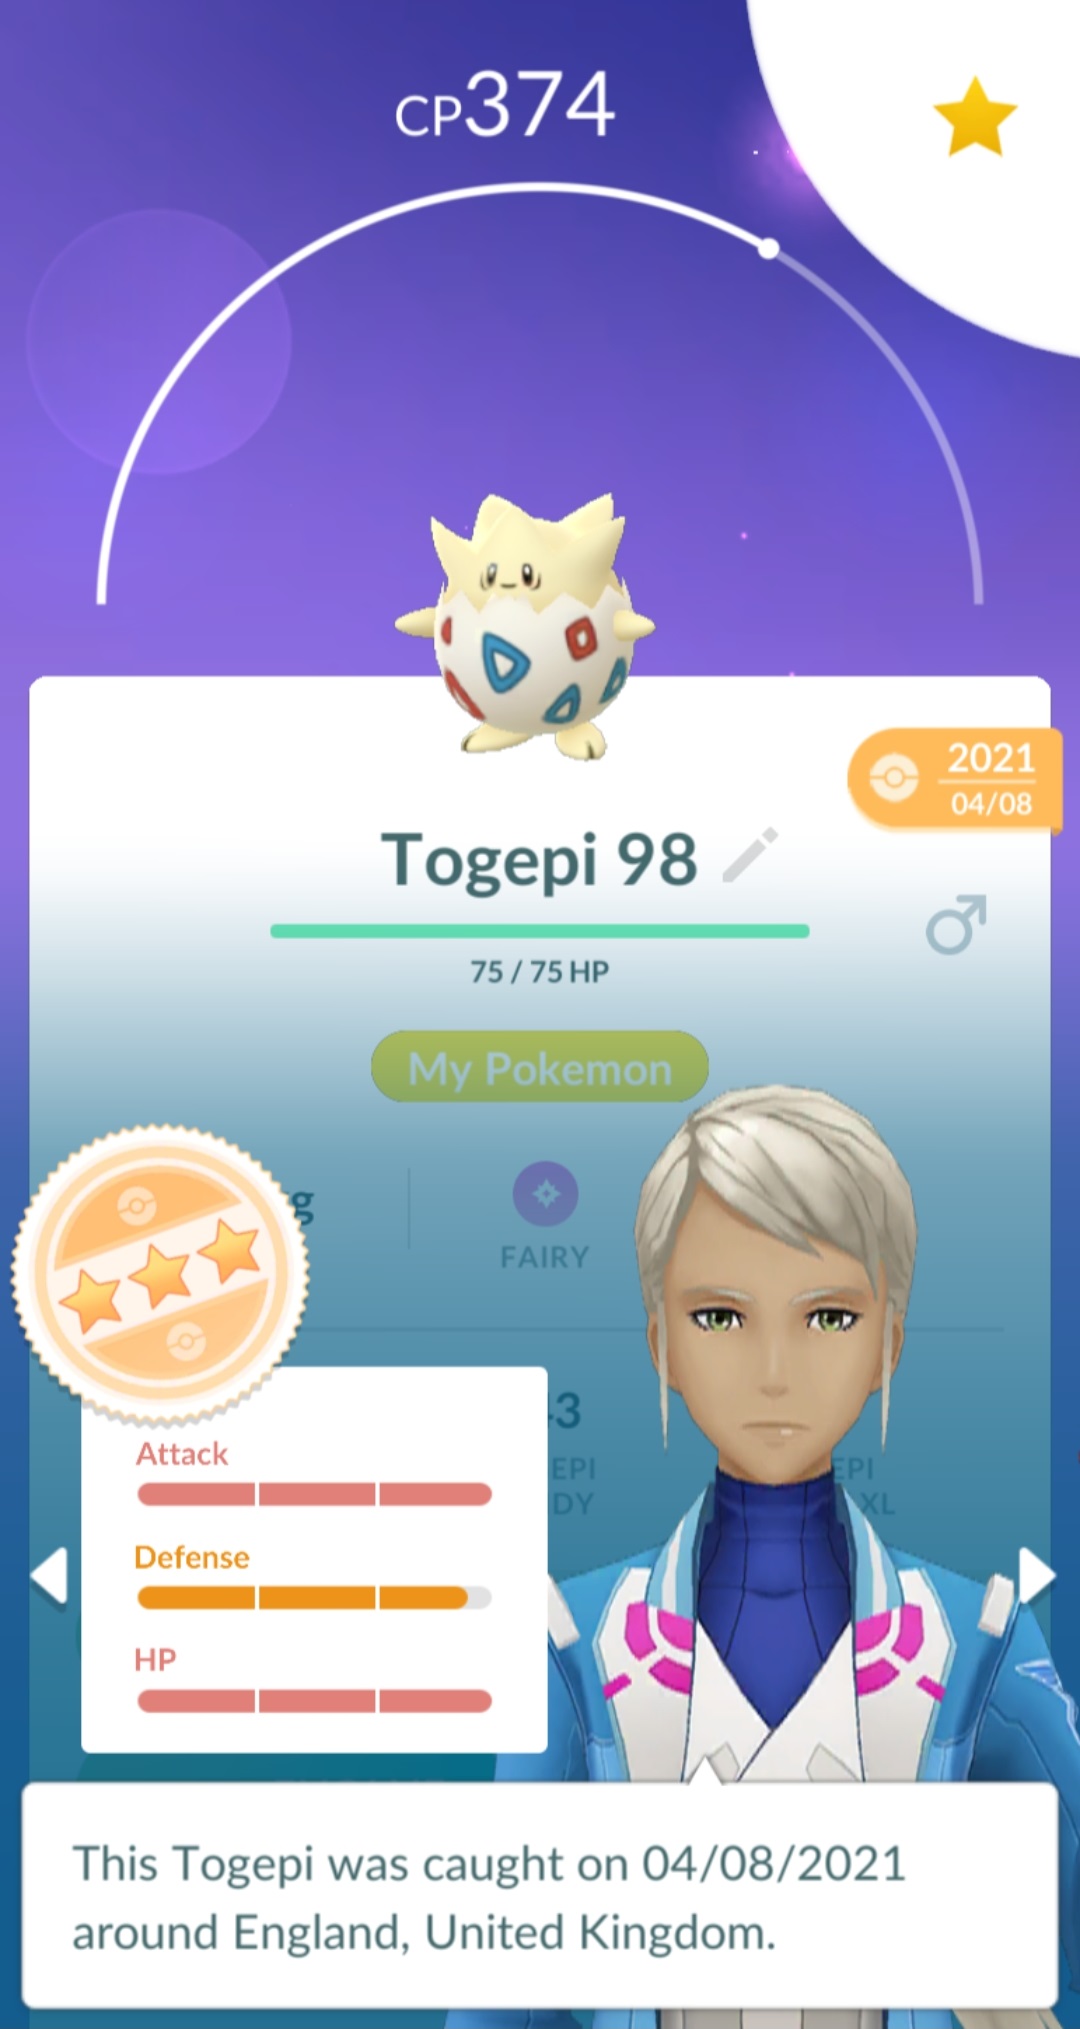 CP374
2021
04/08
Togepi 98
75 / 75 HP
My Pokemon
g
FAIRY
3
EPI
DY
EPI
XL
Attack
Defense
HP
This Togepi was caught on 04/08/2021
around England, United Kingdom.